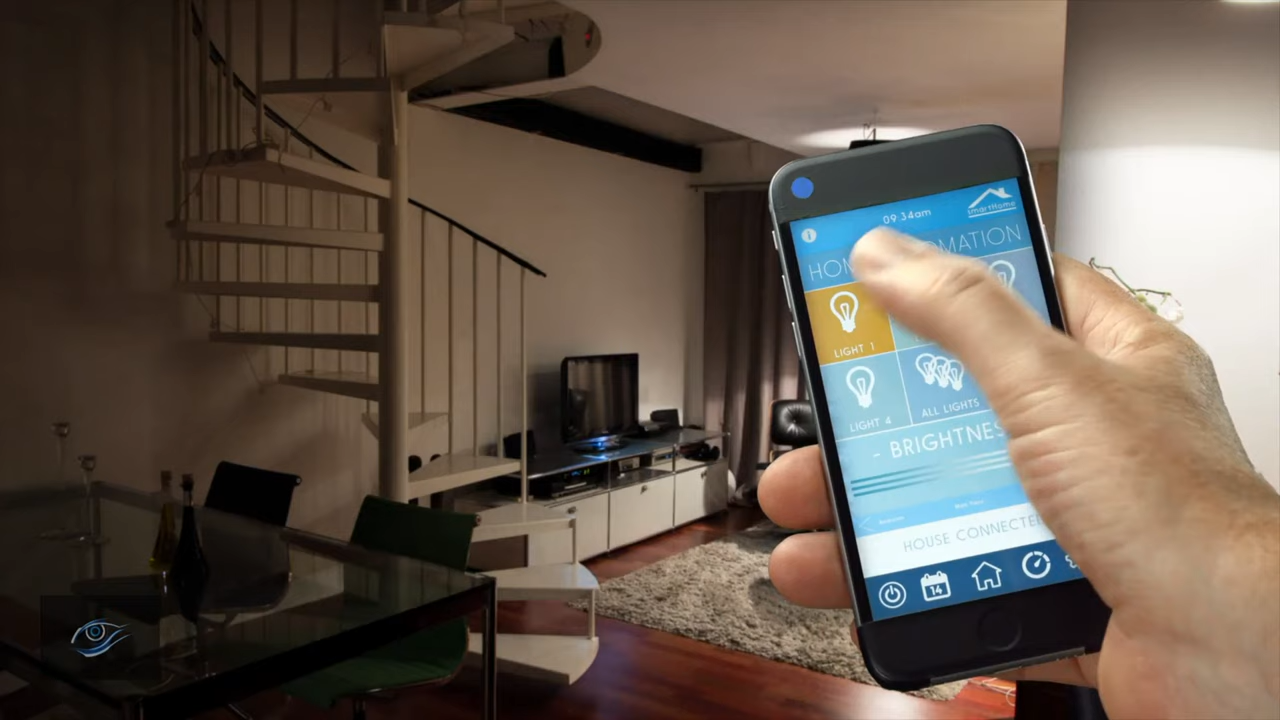 09:34am
smartHome
HOM OMATION
LIGHT 1
LIGHT 4
ALL LIGHTS
- BRIGHTNES
HOUSE CONNECTE
14